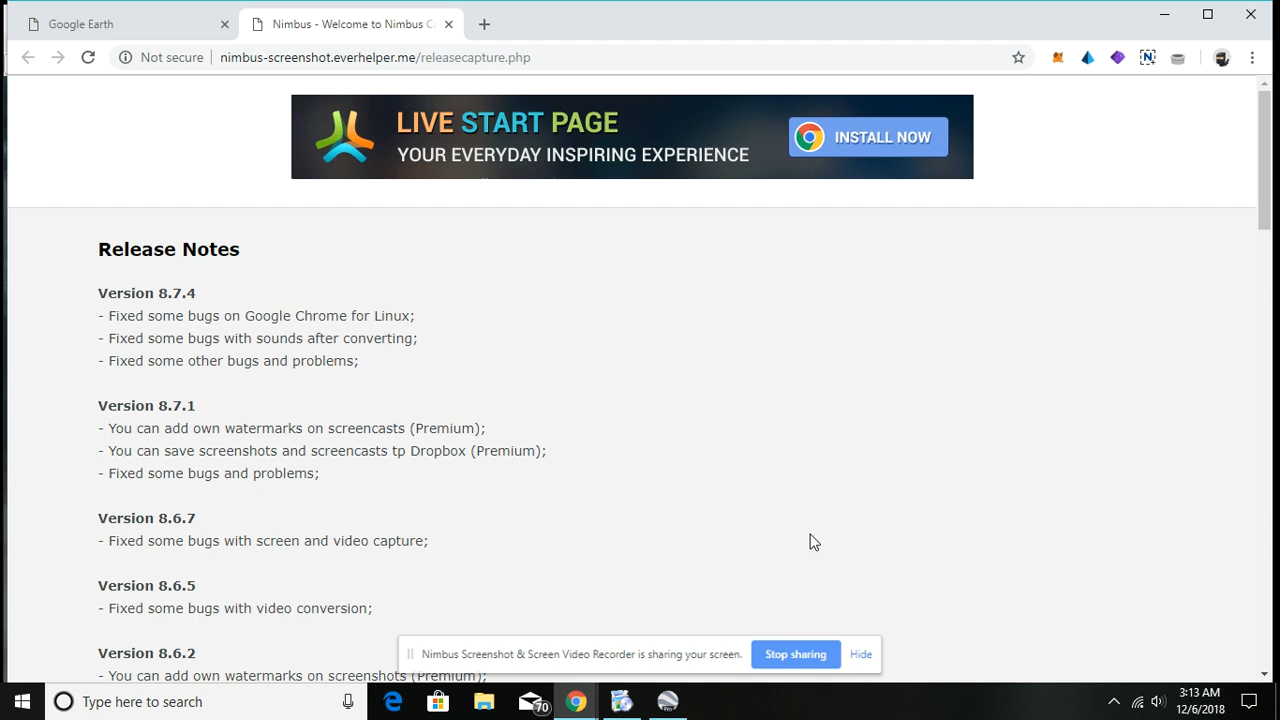 Google Earth
Nimbus - Welcome to Nimbus C
Not secure
nimbus-screenshot.everhelper.me/releasecapture.php
N
LIVE START PAGE
YOUR EVERYDAY INSPIRING EXPERIENCE
INSTALL NOW
Release Notes
Version 8.7.4
- Fixed some bugs on Google Chrome for Linux;
- Fixed some bugs with sounds after converting;
- Fixed some other bugs and problems;
Version 8.7.1
- You can add own watermarks on screencasts (Premium);
- You can save screenshots and screencasts tp Dropbox (Premium);
- Fixed some bugs and problems;
Version 8.6.7
- Fixed some bugs with screen and video capture;
Version 8.6.5
- Fixed some bugs with video conversion;
Version 8.6.2
- You can add own watermarks on screenshots (Premium);
Nimbus Screenshot & Screen Video Recorder is sharing your screen.
Stop sharing
Hide
Type here to search
70
Pro
3:13 AM
12/6/2018